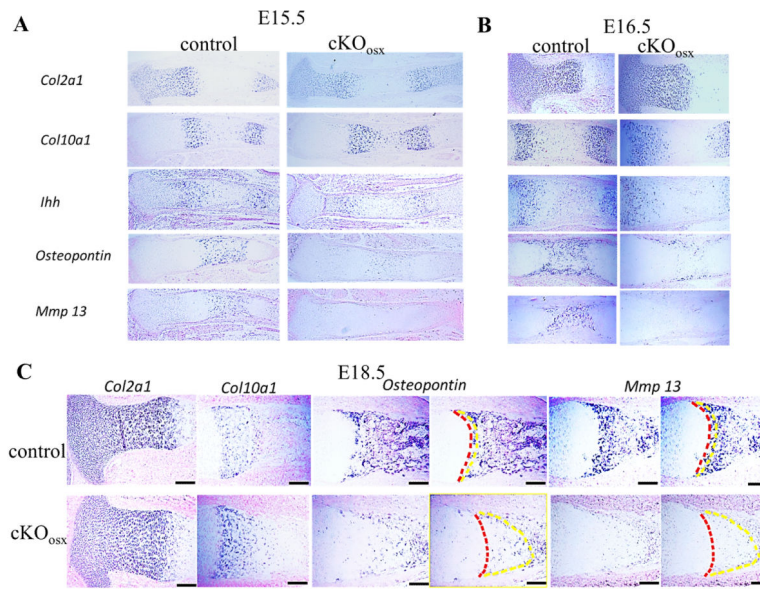 A
E15.5
control
cKOosx
Col2a1
Col10a1
Ihh
Osteopontin
Mmp 13
B
E16.5
control
cKOosx
C
E18.5
Col2a1
Col10a1
Osteopontin
Mmp 13
control
cKOosx